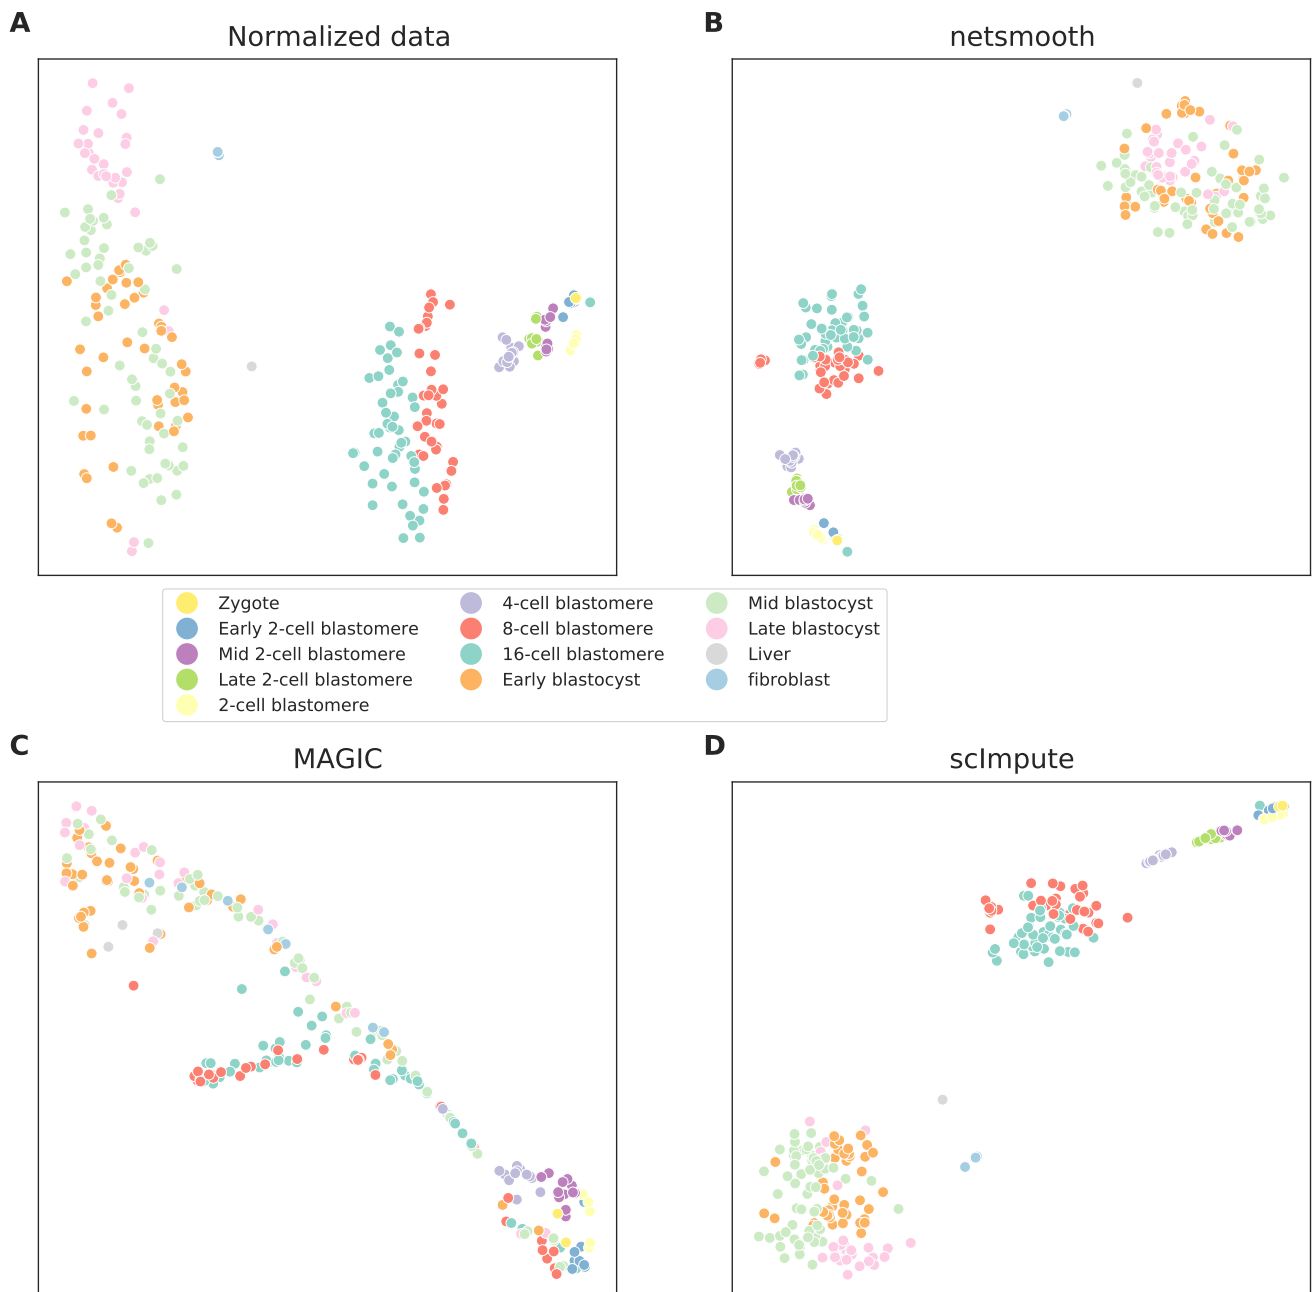 A
Normalized data
B
netsmooth
Zygote
Early 2-cell blastomere
Mid 2-cell blastomere
Late 2-cell blastomere
2-cell blastomere
4-cell blastomere
8-cell blastomere
16-cell blastomere
Early blastocyst
Mid blastocyst
Late blastocyst
Liver
fibroblast
C
MAGIC
D
scImpute